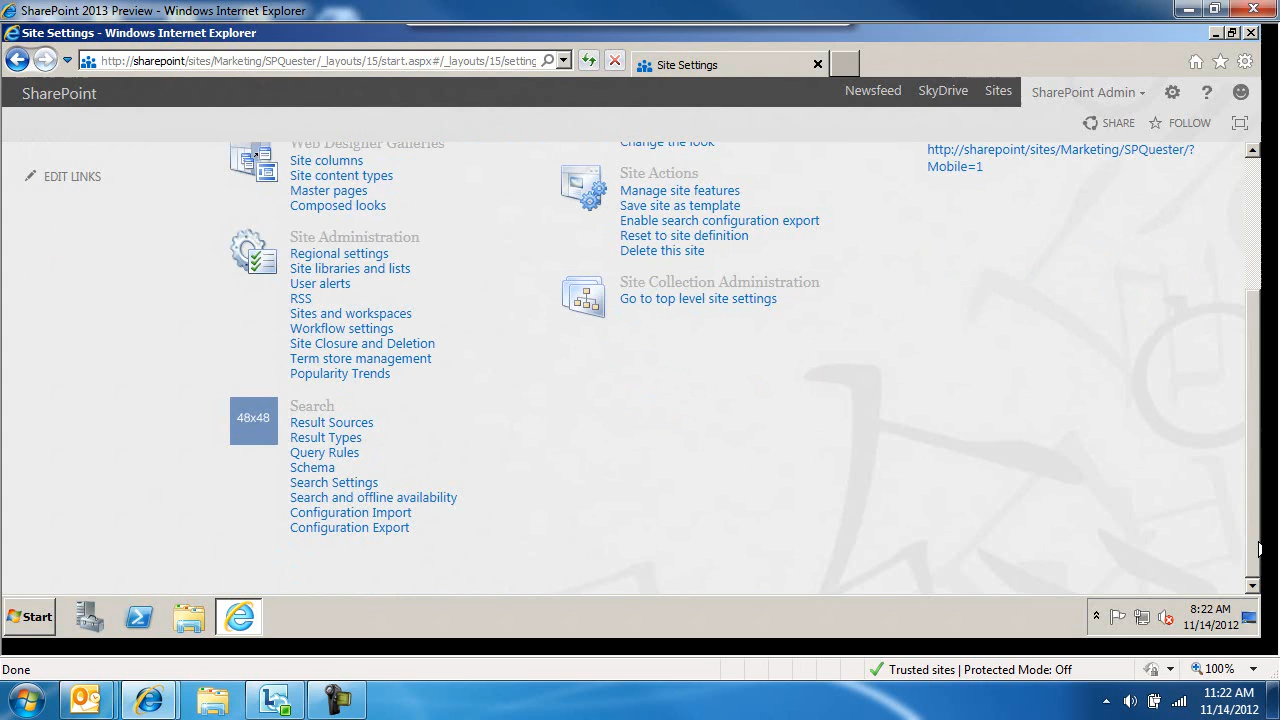 SharePoint 2013 Preview - Windows Internet Explorer
Site Settings - Windows Internet Explorer
http://sharepoint/sites/Marketing/SPQuester/_layouts/15/start.aspx#/_layouts/15/setting
Site Settings
SharePoint
Newsfeed
SkyDrive
Sites
SharePoint Admin
SHARE
FOLLOW
EDIT LINKS
Web Designer Galleries
Site columns
Site content types
Master pages
Composed looks
Site Administration
Regional settings
Site libraries and lists
User alerts
RSS
Sites and workspaces
Workflow settings
Site Closure and Deletion
Term store management
Popularity Trends
48x48
Search
Result Sources
Result Types
Query Rules
Schema
Search Settings
Search and offline availability
Configuration Import
Configuration Export
Change the look
Site Actions
Manage site features
Save site as template
Enable search configuration export
Reset to site definition
Delete this site
Site Collection Administration
Go to top level site settings
http://sharepoint/sites/Marketing/SPQuester/?
Mobile=1
Start
8:22 AM
11/14/2012
Done
Trusted sites | Protected Mode: Off
100%
11:22 AM
11/14/2012